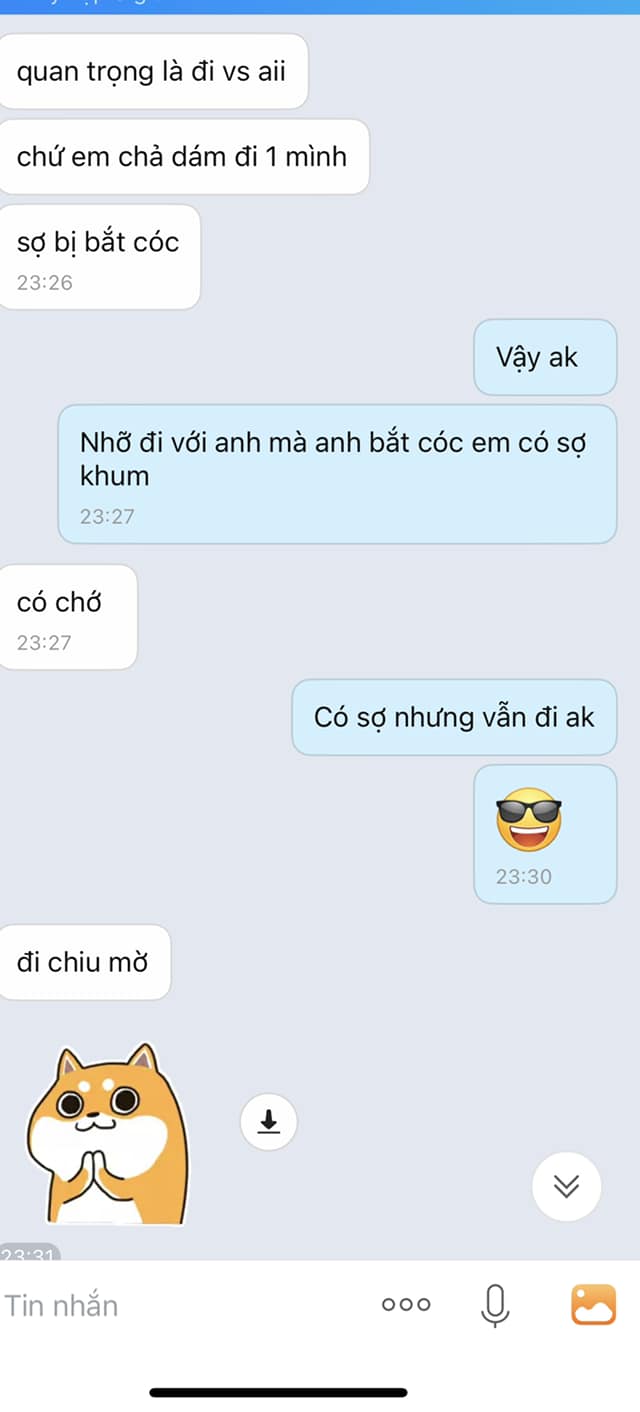 quan trọng là đi vs aii
chứ em chả dám đi 1 mình
sợ bị bắt cóc
23:26
Vậy ak
Nhỡ đi với anh mà anh bắt cóc em có sợ
khum
23:27
có chớ
23:27
Có sợ nhưng vẫn đi ak
23:30
đi chiu mờ
23:31
Tin nhắn